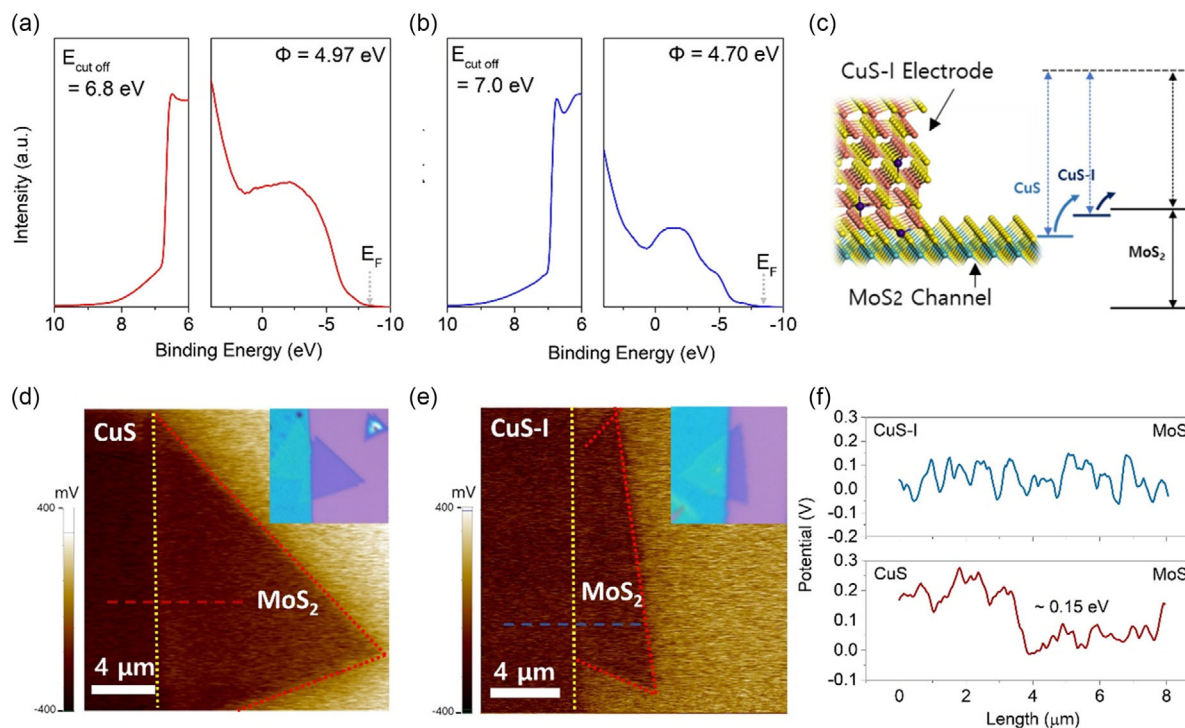 (a)
E cut off
= 6.8 eV
Φ = 4.97 eV
E F
Intensity (a.u.)
10 8 6 0 -5 -10
Binding Energy (eV)
(b)
E cut off
= 7.0 eV
Φ = 4.70 eV
E F
10 8 6 0 -5 -10
Binding Energy (eV)
(c)
CuS-I Electrode
CuS
CuS-I
MoS₂
MoS2 Channel
(d)
CuS
mV
400
-400
MoS₂
4 μm
(e)
CuS-I
mV
400
-400
MoS₂
4 μm
(f)
Potential (V)
0.3
0.2
0.1
0.0
-0.1
-0.2
CuS-I
MoS
0.3
0.2
0.1
0.0
-0.1
CuS
MoS
~ 0.15 eV
0 2 4 6 8
Length (μm)